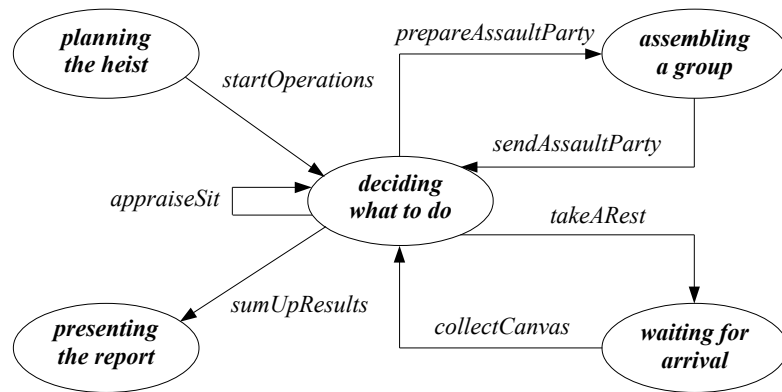 planning
the heist
startOperations
prepareAssaultParty
assembling
a group
sendAssaultParty
appraiseSit
deciding
what to do
takeARest
sumUpResults
presenting
the report
collectCanvas
waiting for
arrival